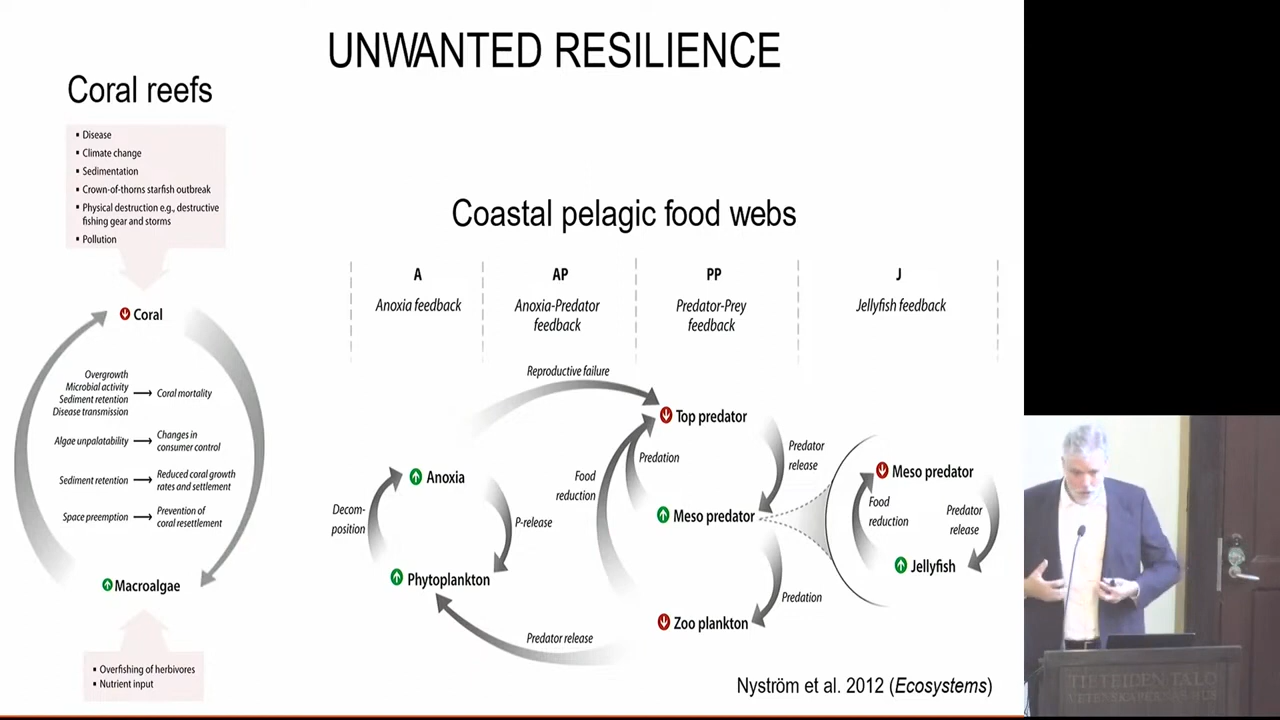 UNWANTED RESILIENCE
Coral reefs
▪ Disease
▪ Climate change
▪ Sedimentation
▪ Crown-of-thorns starfish outbreak
▪ Physical destruction e.g., destructive
fishing gear and storms
▪ Pollution
Coral
Overgrowth
Microbial activity
Sediment retention
Disease transmission
Coral mortality
Algae unpalatability
Changes in
consumer control
Sediment retention
Reduced coral growth
rates and settlement
Space preemption
Prevention of
coral resettlement
Macroalgae
▪ Overfishing of herbivores
▪ Nutrient input
Coastal pelagic food webs
A
Anoxia feedback
AP
Anoxia-Predator
feedback
PP
Predator-Prey
feedback
J
Jellyfish feedback
Reproductive failure
Top predator
Predator
release
Predation
Food
reduction
Anoxia
Decom-
position
P-release
Phytoplankton
Meso predator
Predation
Zoo plankton
Predator release
Meso predator
Food
reduction
Predator
release
Jellyfish
Nyström et al. 2012 (Ecosystems)
TIETEIDEN TALO
VETENSKAPERNAS HUS